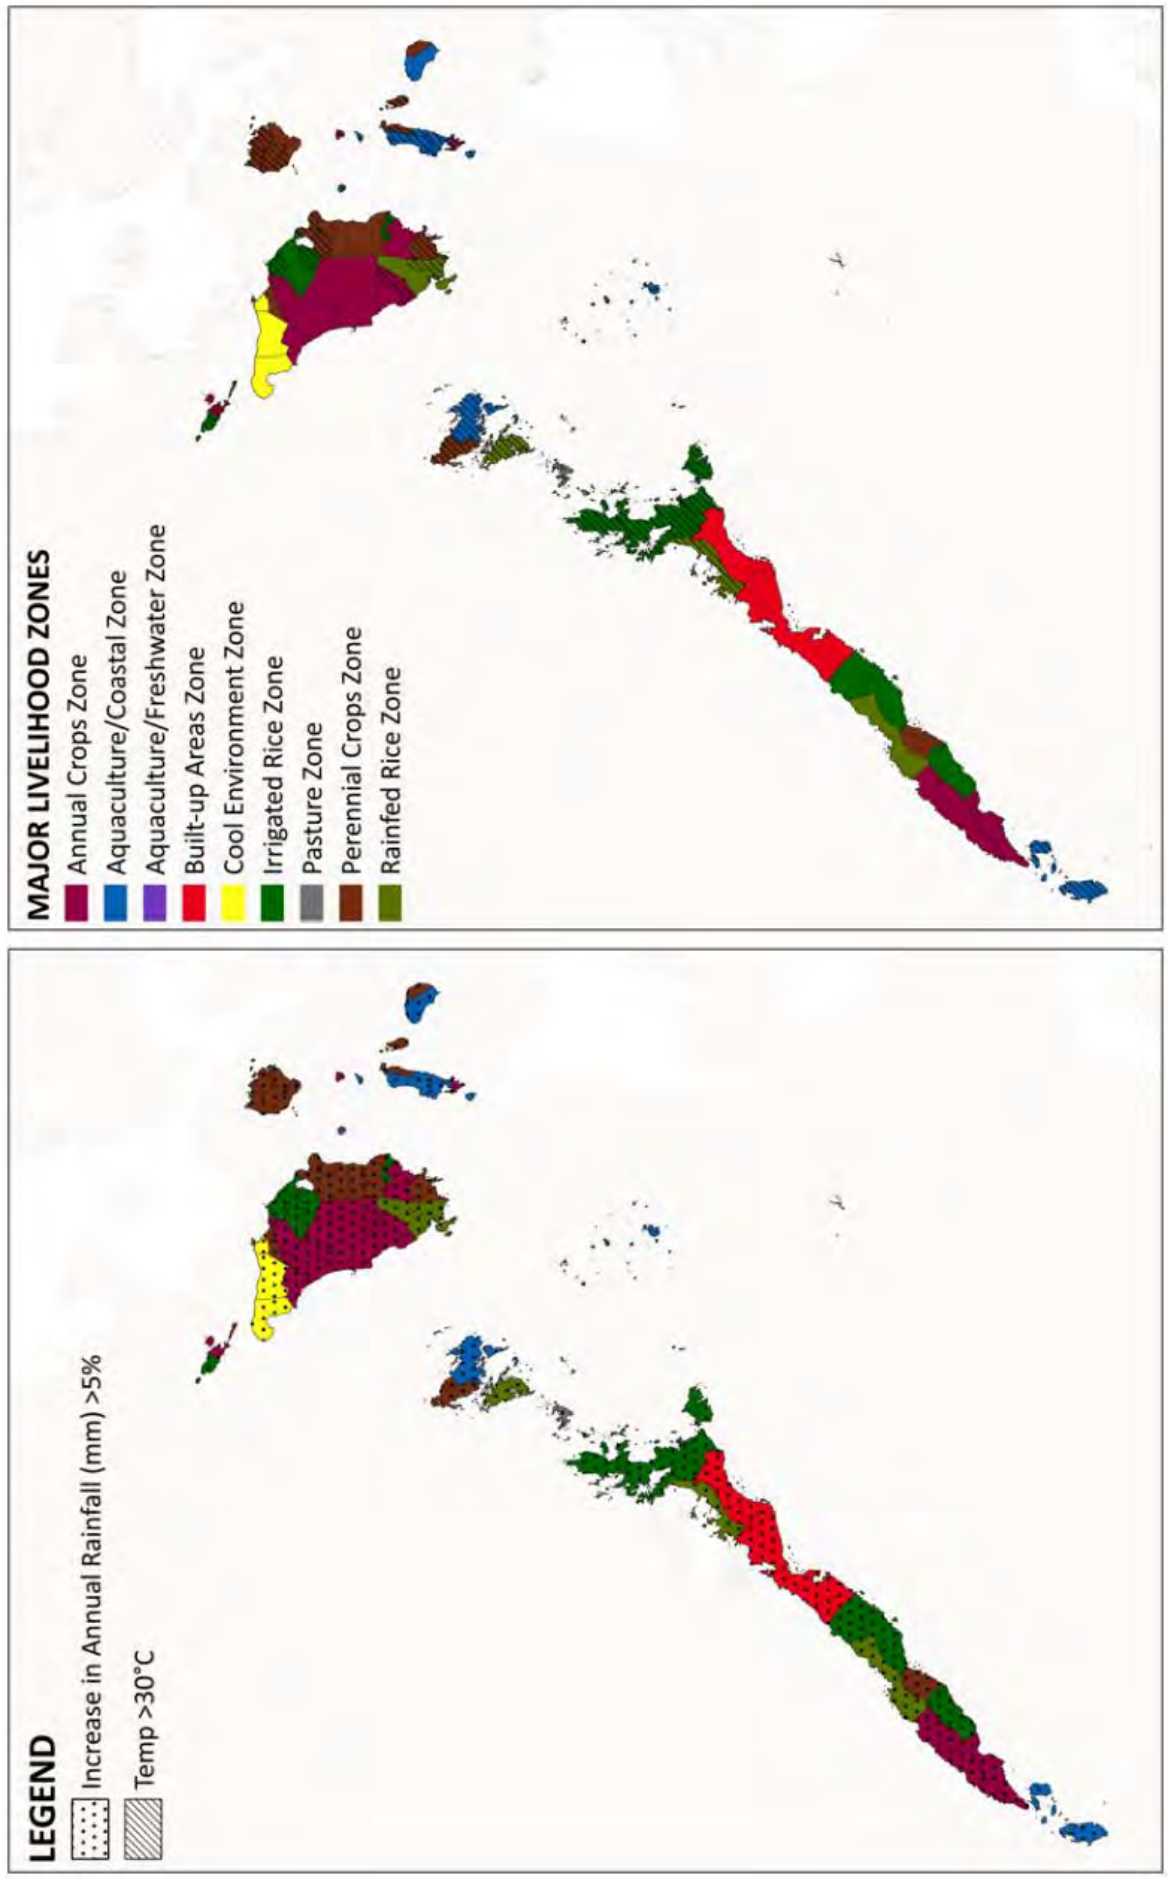 LEGEND
Increase in Annual Rainfall (mm) >5%
Temp >30°C
MAJOR LIVELIHOOD ZONES
Annual Crops Zone
Aquaculture/Coastal Zone
Aquaculture/Freshwater Zone
Built-up Areas Zone
Cool Environment Zone
Irrigated Rice Zone
Pasture Zone
Perennial Crops Zone
Rainfed Rice Zone